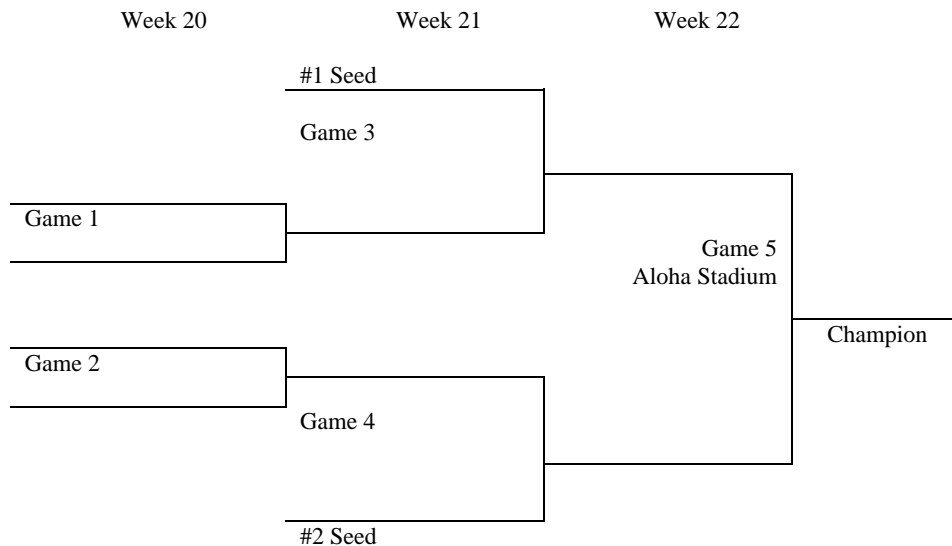 Week 20
Week 21
Week 22
#1 Seed
Game 3
Game 1
Game 5
Aloha Stadium
Champion
Game 2
Game 4
#2 Seed